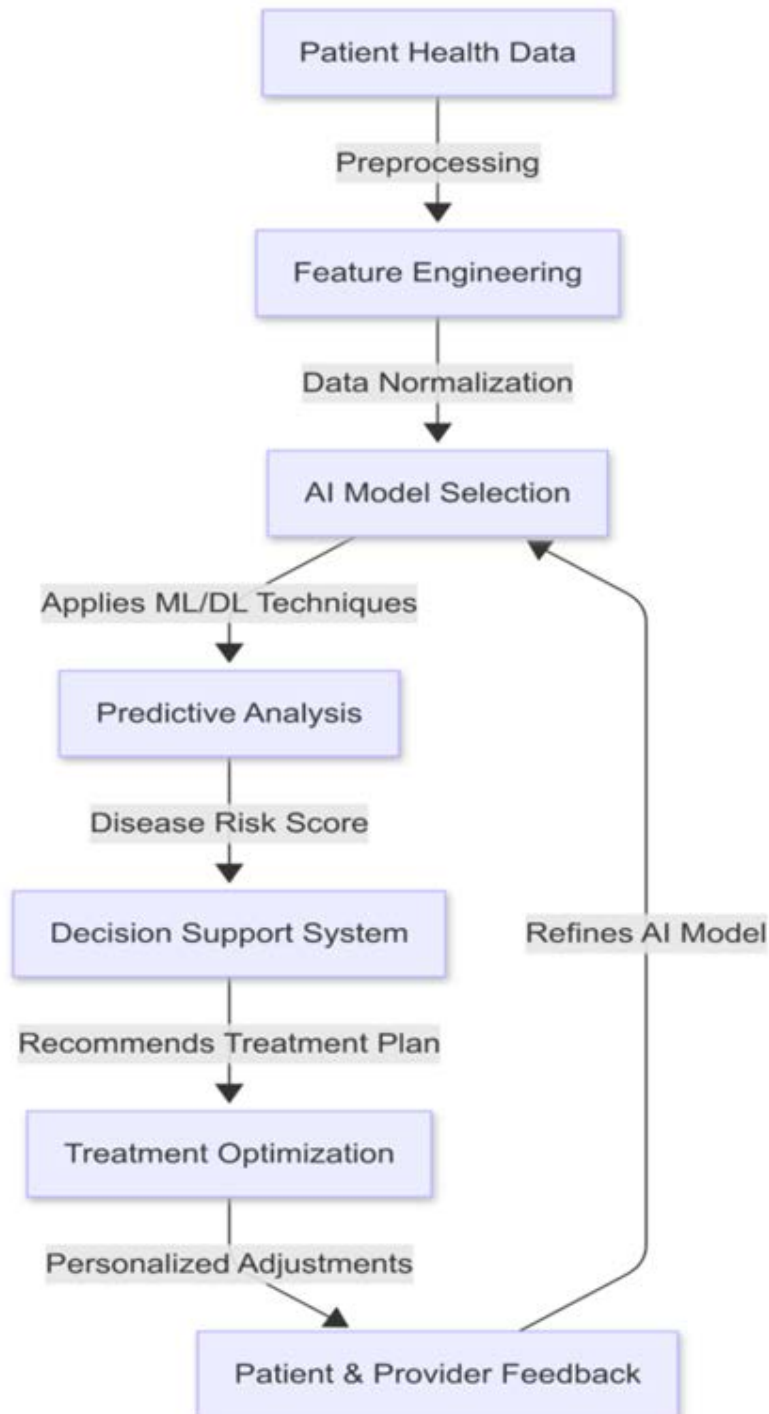 Patient Health Data
Preprocessing
Feature Engineering
Data Normalization
AI Model Selection
Applies ML/DL Techniques
Predictive Analysis
Disease Risk Score
Decision Support System
Refines AI Model
Recommends Treatment Plan
Treatment Optimization
Personalized Adjustments
Patient & Provider Feedback